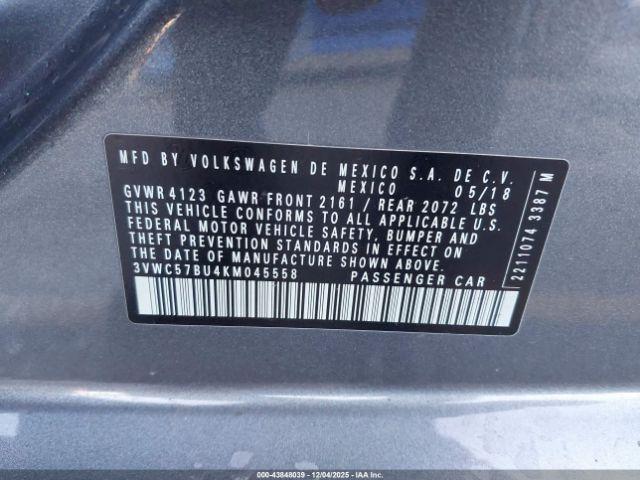 MFD BY VOLKSWAGEN DE MEXICO S.A. DE C.V.
MEXICO 05/18
GVWR 4123 GAWR FRONT 2161 / REAR 2072 LBS
THIS VEHICLE CONFORMS TO ALL APPLICABLE U.S.
FEDERAL MOTOR VEHICLE SAFETY, BUMPER AND
THEFT PREVENTION STANDARDS IN EFFECT ON
THE DATE OF MANUFACTURE SHOWN ABOVE
3VWC57BU4KM045558 PASSENGER CAR
2211074 3387 M
000-43848039 - 12/04/2025 - IAAI.CA